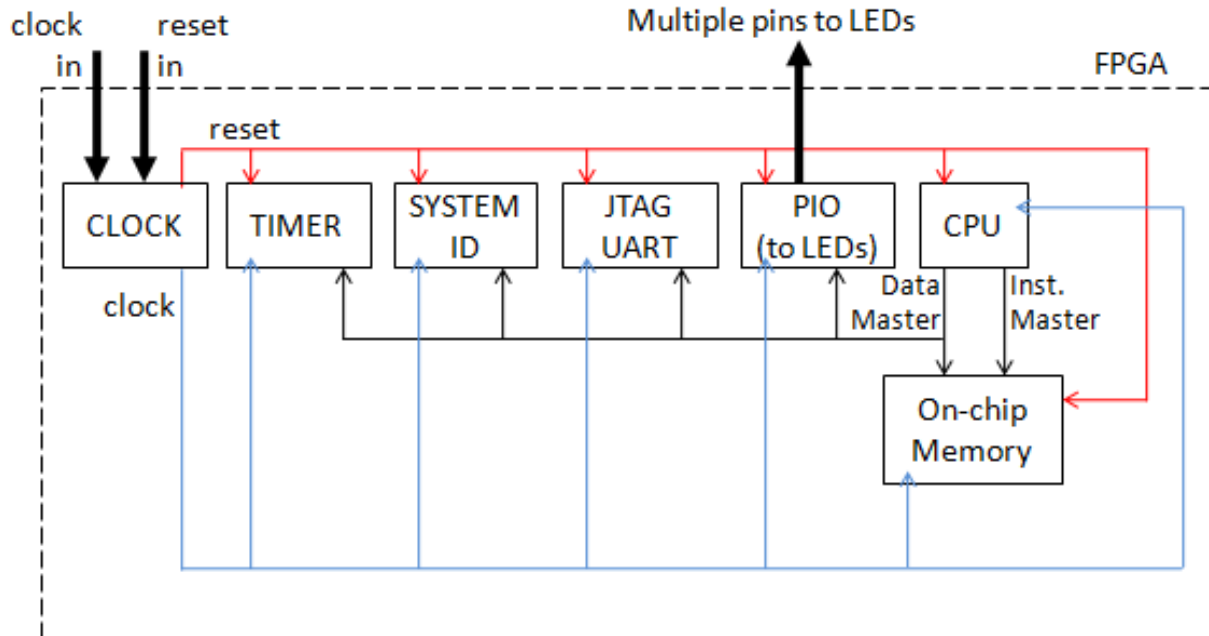 clock
in
reset
in
Multiple pins to LEDs
FPGA
reset
CLOCK
TIMER
SYSTEM
ID
JTAG
UART
PIO
(to LEDs)
CPU
clock
Data
Master
Inst.
Master
On-chip
Memory